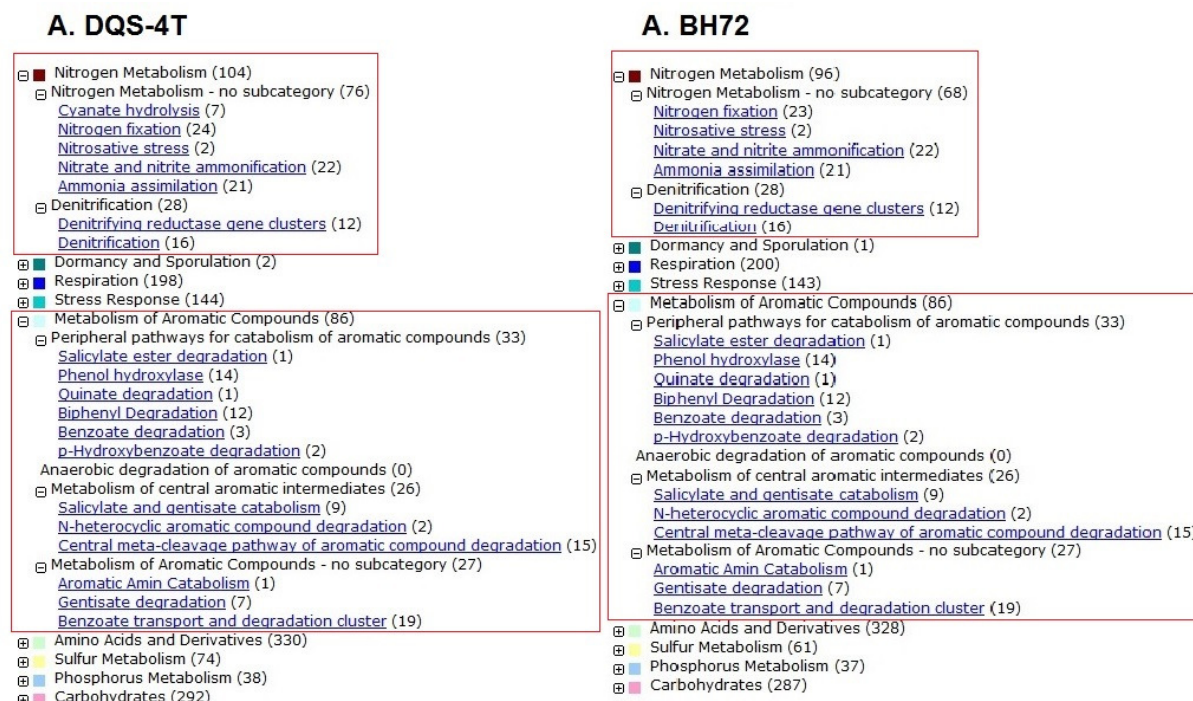 A. DQS-4T
Nitrogen Metabolism (104)
Nitrogen Metabolism - no subcategory (76)
Cyanate hydrolysis (7)
Nitrogen fixation (24)
Nitrosative stress (2)
Nitrate and nitrite ammonification (22)
Ammonia assimilation (21)
Denitrification (28)
Denitrifying reductase gene clusters (12)
Denitrification (16)
Dormancy and Sporulation (2)
Respiration (198)
Stress Response (144)
Metabolism of Aromatic Compounds (86)
Peripheral pathways for catabolism of aromatic compounds (33)
Salicylate ester degradation (1)
Phenol hydroxylase (14)
Quinate degradation (1)
Biphenyl Degradation (12)
Benzoate degradation (3)
p-Hydroxybenzoate degradation (2)
Anaerobic degradation of aromatic compounds (0)
Metabolism of central aromatic intermediates (26)
Salicylate and gentisate catabolism (9)
N-heterocyclic aromatic compound degradation (2)
Central meta-cleavage pathway of aromatic compound degradation (15)
Metabolism of Aromatic Compounds - no subcategory (27)
Aromatic Amin Catabolism (1)
Gentisate degradation (7)
Benzoate transport and degradation cluster (19)
Amino Acids and Derivatives (330)
Sulfur Metabolism (74)
Phosphorus Metabolism (38)
Carbohydrates (292)
A. BH72
Nitrogen Metabolism (96)
Nitrogen Metabolism - no subcategory (68)
Nitrogen fixation (23)
Nitrosative stress (2)
Nitrate and nitrite ammonification (22)
Ammonia assimilation (21)
Denitrification (28)
Denitrifying reductase gene clusters (12)
Denitrification (16)
Dormancy and Sporulation (1)
Respiration (200)
Stress Response (143)
Metabolism of Aromatic Compounds (86)
Peripheral pathways for catabolism of aromatic compounds (33)
Salicylate ester degradation (1)
Phenol hydroxylase (14)
Quinate degradation (1)
Biphenyl Degradation (12)
Benzoate degradation (3)
p-Hydroxybenzoate degradation (2)
Anaerobic degradation of aromatic compounds (0)
Metabolism of central aromatic intermediates (26)
Salicylate and gentisate catabolism (9)
N-heterocyclic aromatic compound degradation (2)
Central meta-cleavage pathway of aromatic compound degradation (15)
Metabolism of Aromatic Compounds - no subcategory (27)
Aromatic Amin Catabolism (1)
Gentisate degradation (7)
Benzoate transport and degradation cluster (19)
Amino Acids and Derivatives (328)
Sulfur Metabolism (61)
Phosphorus Metabolism (37)
Carbohydrates (287)